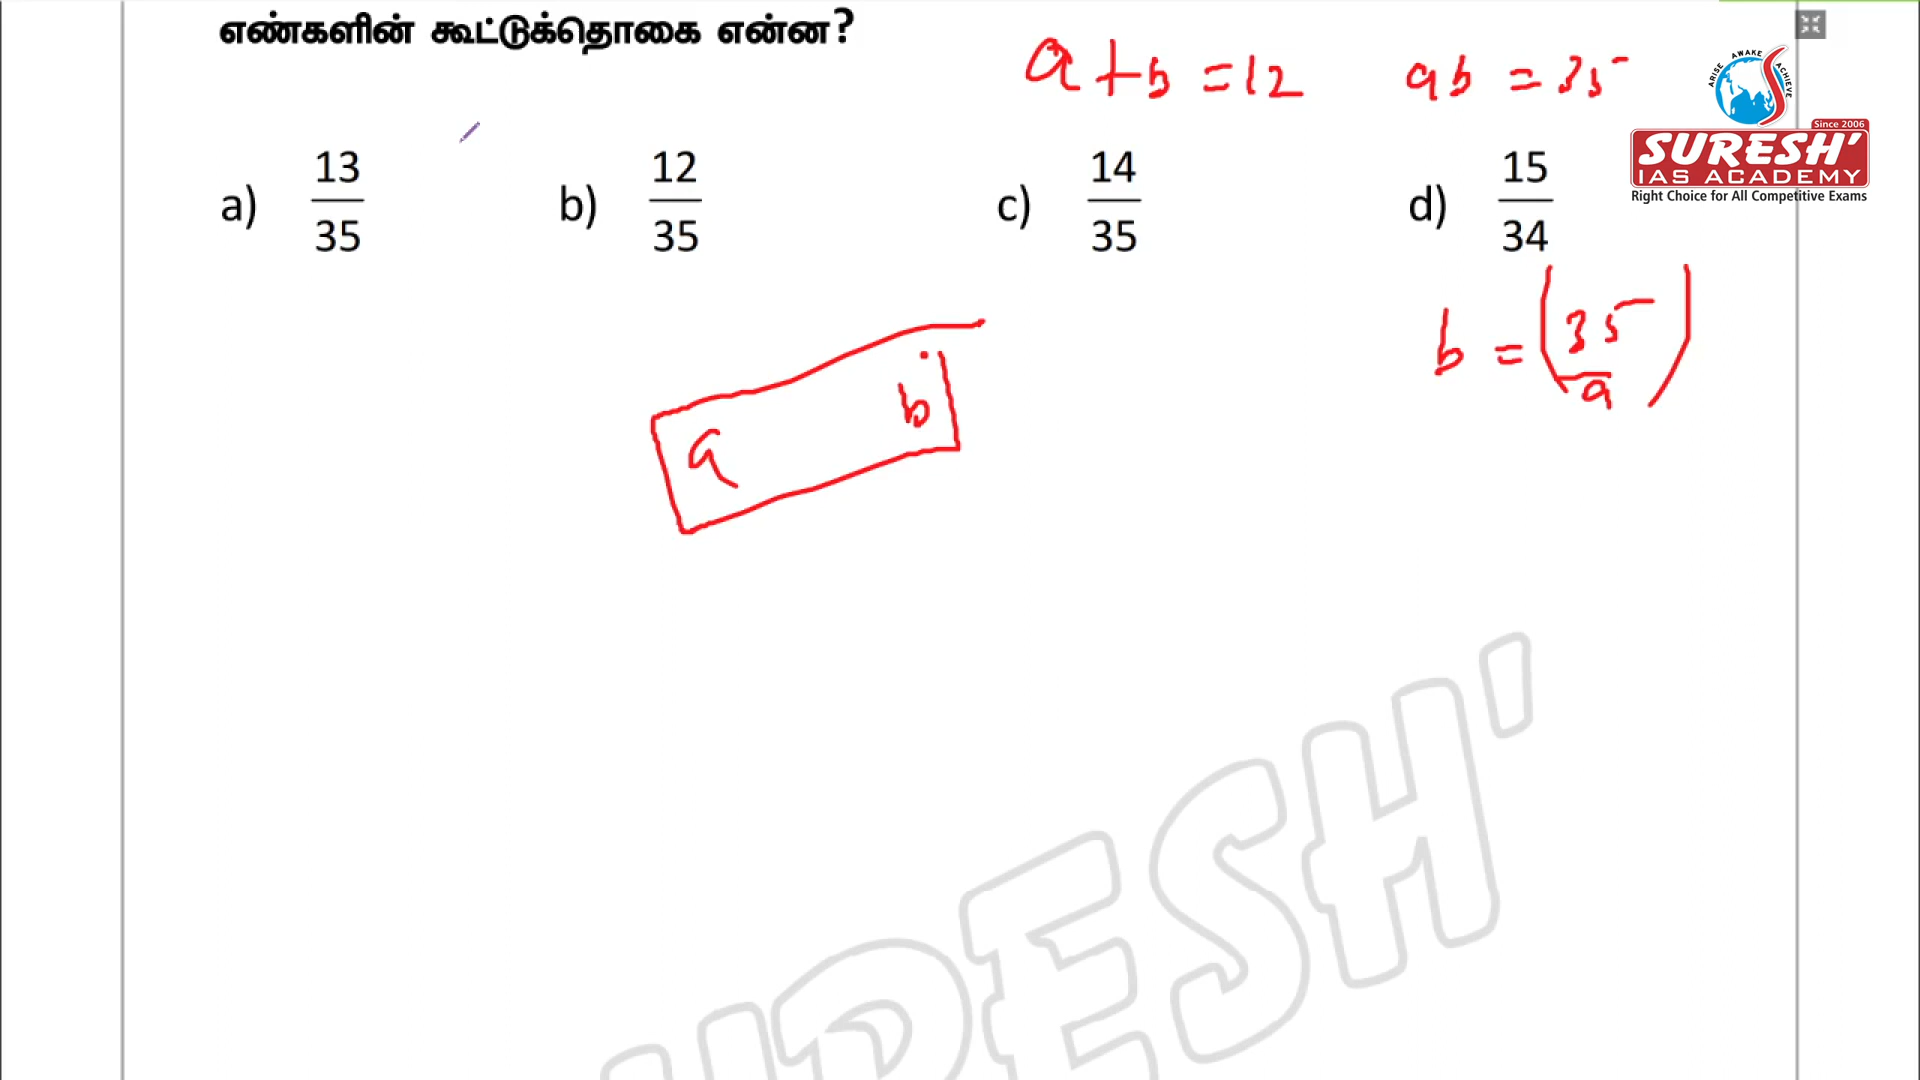 எண்களின் கூட்டுக்தொகை என்ன?
a + b = 12 ab = 35
ARISE AWAKE ACHIEVE
Since 2006
SURESH'
IAS ACADEMY
Right Choice for All Competitive Exams
a) 13/35 b) 12/35 c) 14/35 d) 15/34
b = (35/a)
a b
URESH'